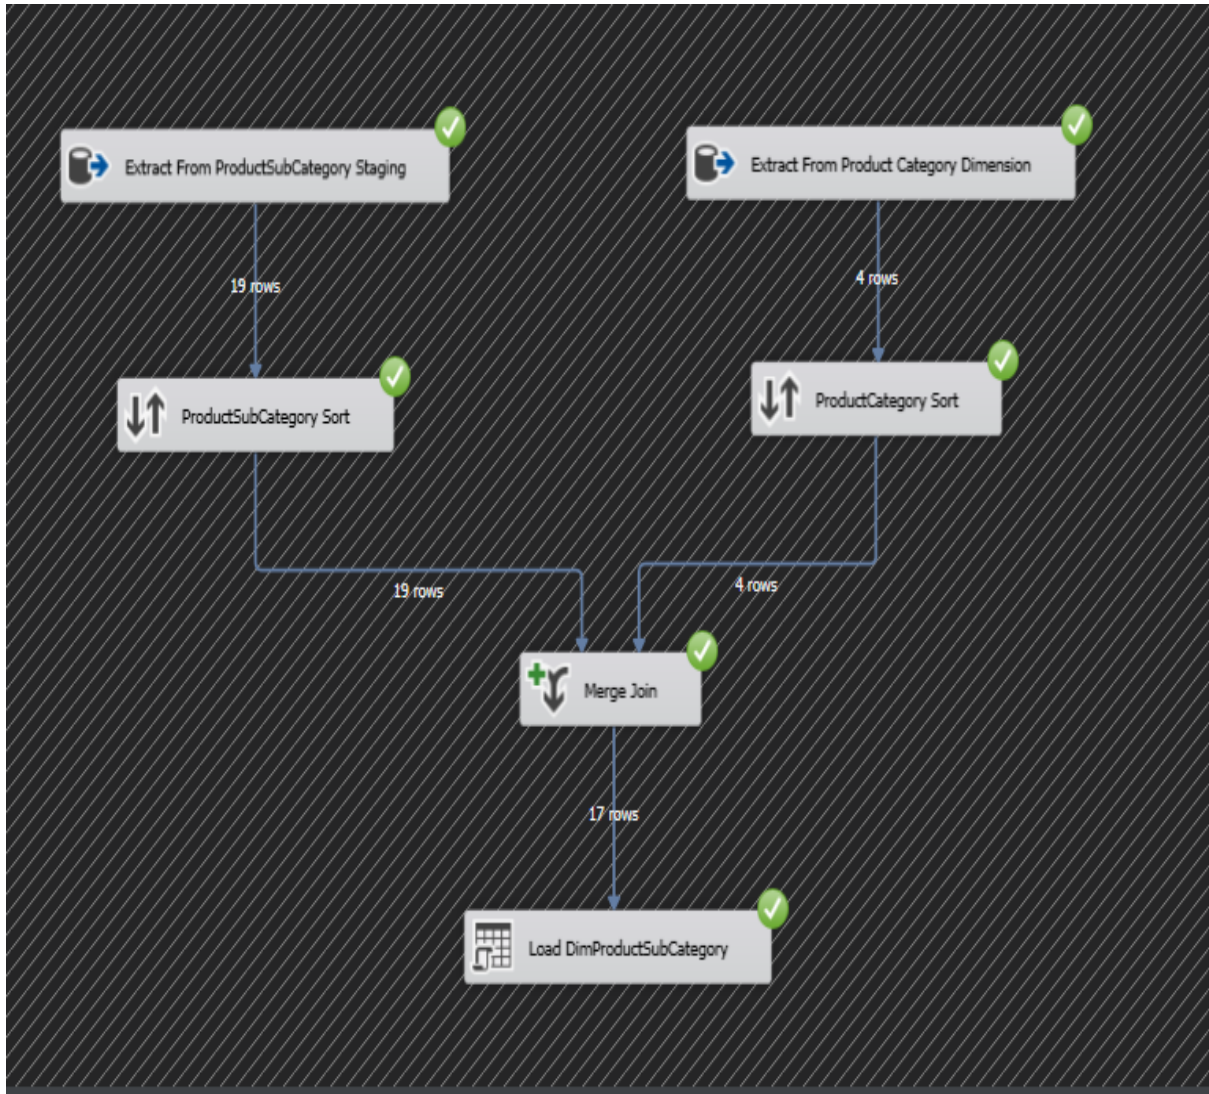 Extract From ProductSubCategory Staging
Extract From Product Category Dimension
19 rows
4 rows
ProductSubCategory Sort
ProductCategory Sort
19 rows
4 rows
Merge Join
17 rows
Load DimProductSubCategory